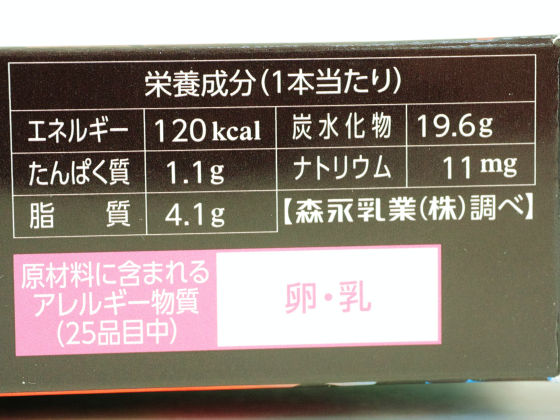 栄養成分(1本当たり)
エネルギー 120kcal 炭水化物 19.6g
たんぱく質 1.1g ナトリウム 11mg
脂質 4.1g 【森永乳業(株)調べ】
原材料に含まれる
アレルギー物質
(25品目中)
卵・乳